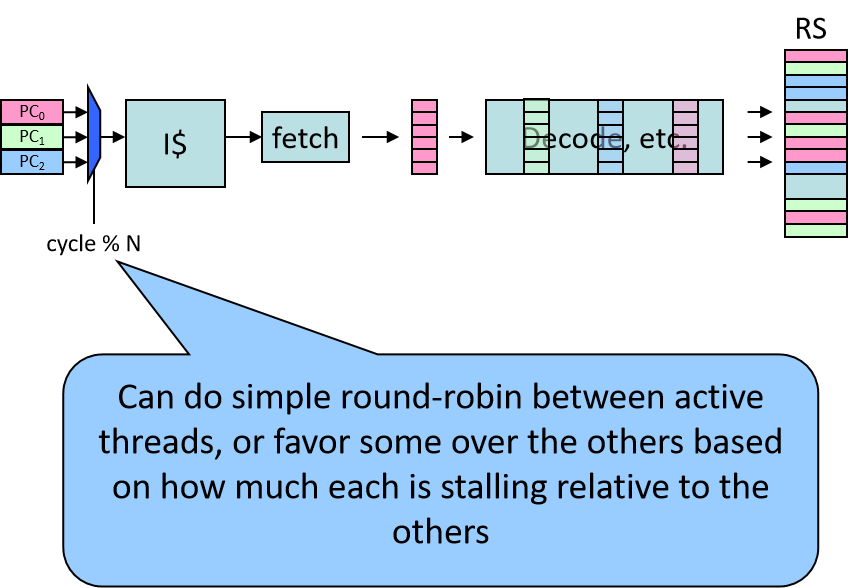 RS
PC₀
PC₁
PC₂
I$
fetch
Decode, etc.
cycle % N
Can do simple round-robin between active
threads, or favor some over the others based
on how much each is stalling relative to the
others